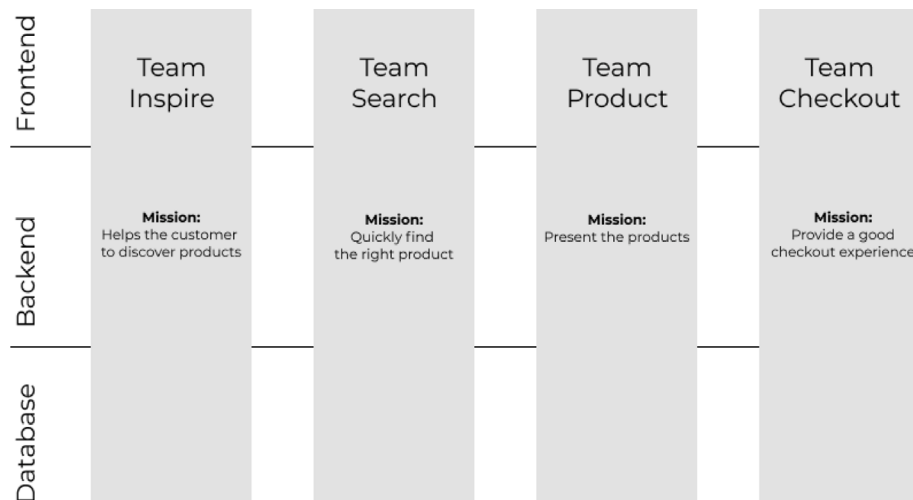 Frontend
Team
Inspire
Team
Search
Team
Product
Team
Checkout
Backend
Mission:
Helps the customer
to discover products
Mission:
Quickly find
the right product
Mission:
Present the products
Mission:
Provide a good
checkout experience
Database